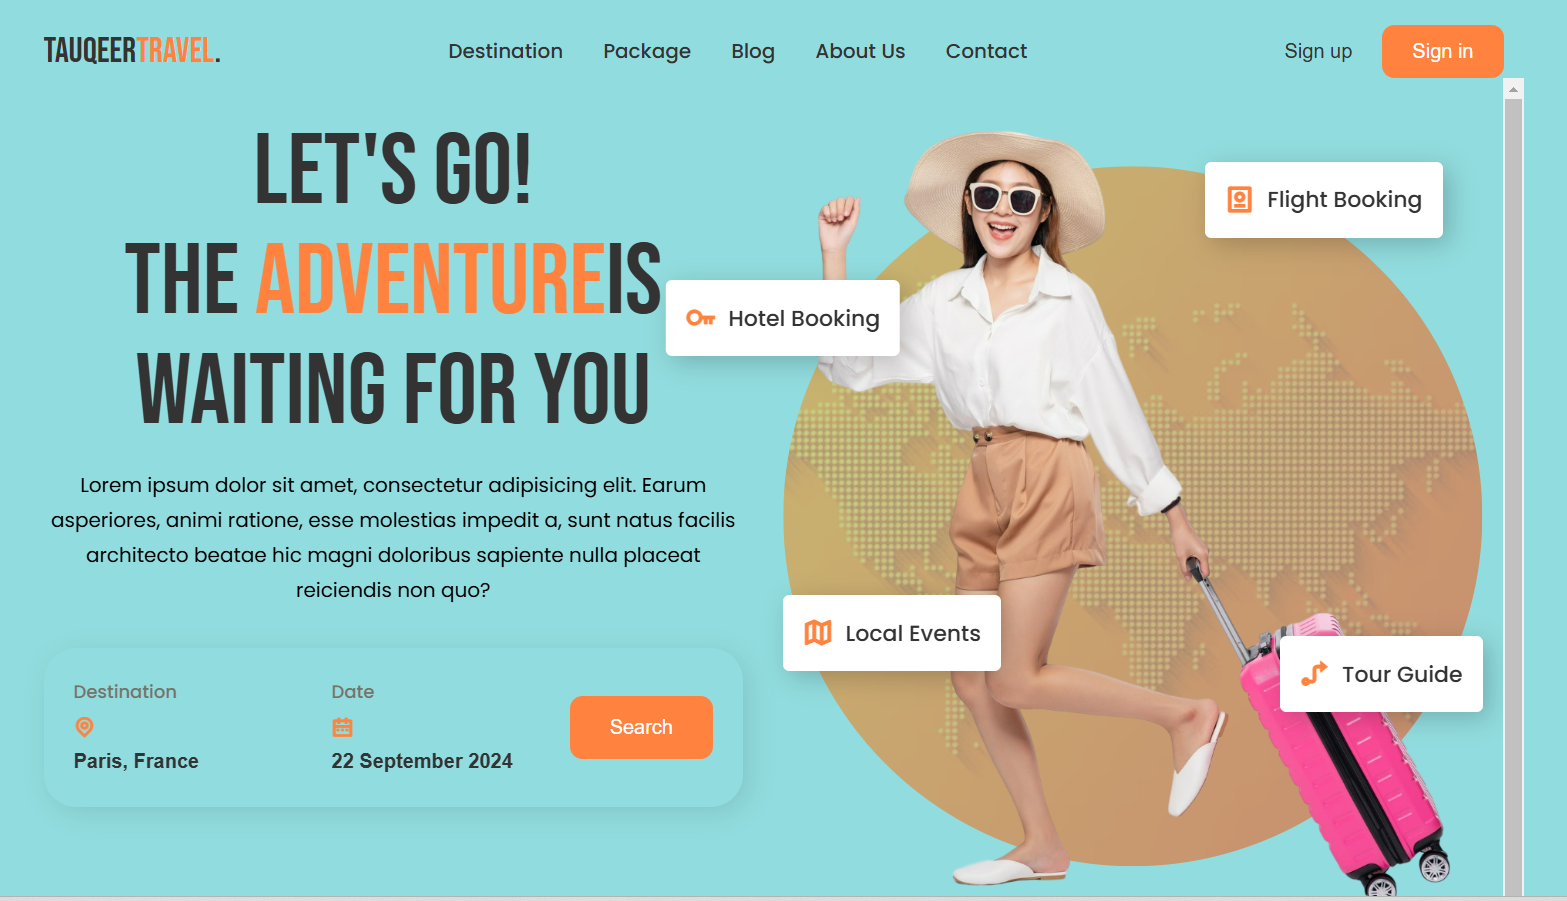 TAUQEERTRAVEL.
Destination
Package
Blog
About Us
Contact
Sign up
Sign in
LET'S GO!
THE ADVENTUREIS
WAITING FOR YOU
Lorem ipsum dolor sit amet, consectetur adipisicing elit. Earum
asperiores, animi ratione, esse molestias impedit a, sunt natus facilis
architecto beatae hic magni doloribus sapiente nulla placeat
reiciendis non quo?
Destination
Paris, France
Date
22 September 2024
Search
Flight Booking
Hotel Booking
Local Events
Tour Guide